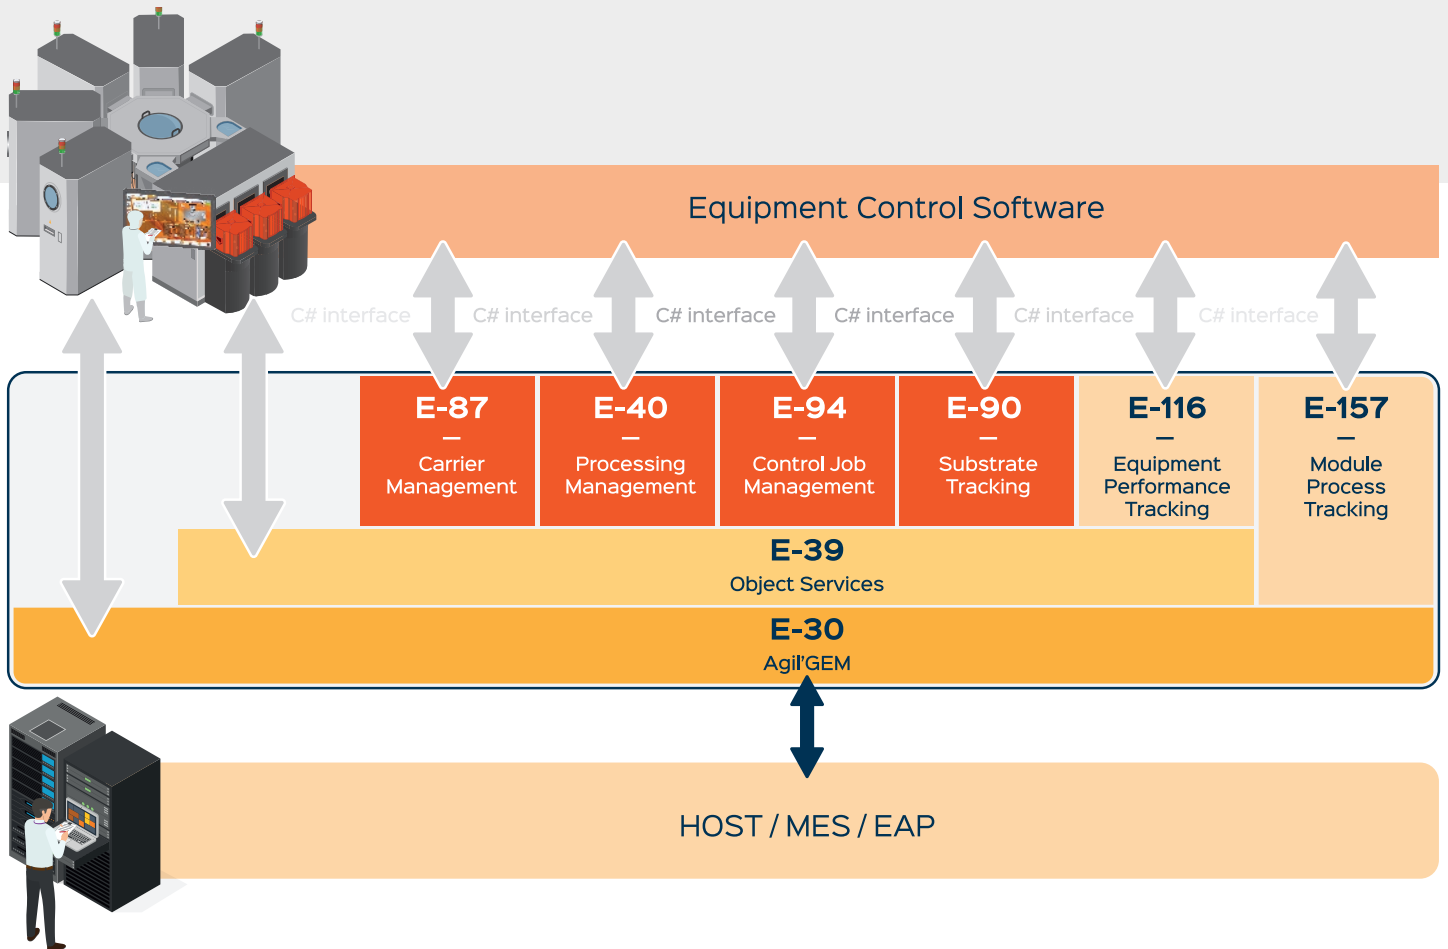 Equipment Control Software
C# interface
C# interface
C# interface
C# interface
C# interface
C# interface
E-87
—
Carrier
Management
E-40
—
Processing
Management
E-94
—
Control Job
Management
E-90
—
Substrate
Tracking
E-116
—
Equipment
Performance
Tracking
E-157
—
Module
Process
Tracking
E-39
Object Services
E-30
Agil'GEM
HOST / MES / EAP